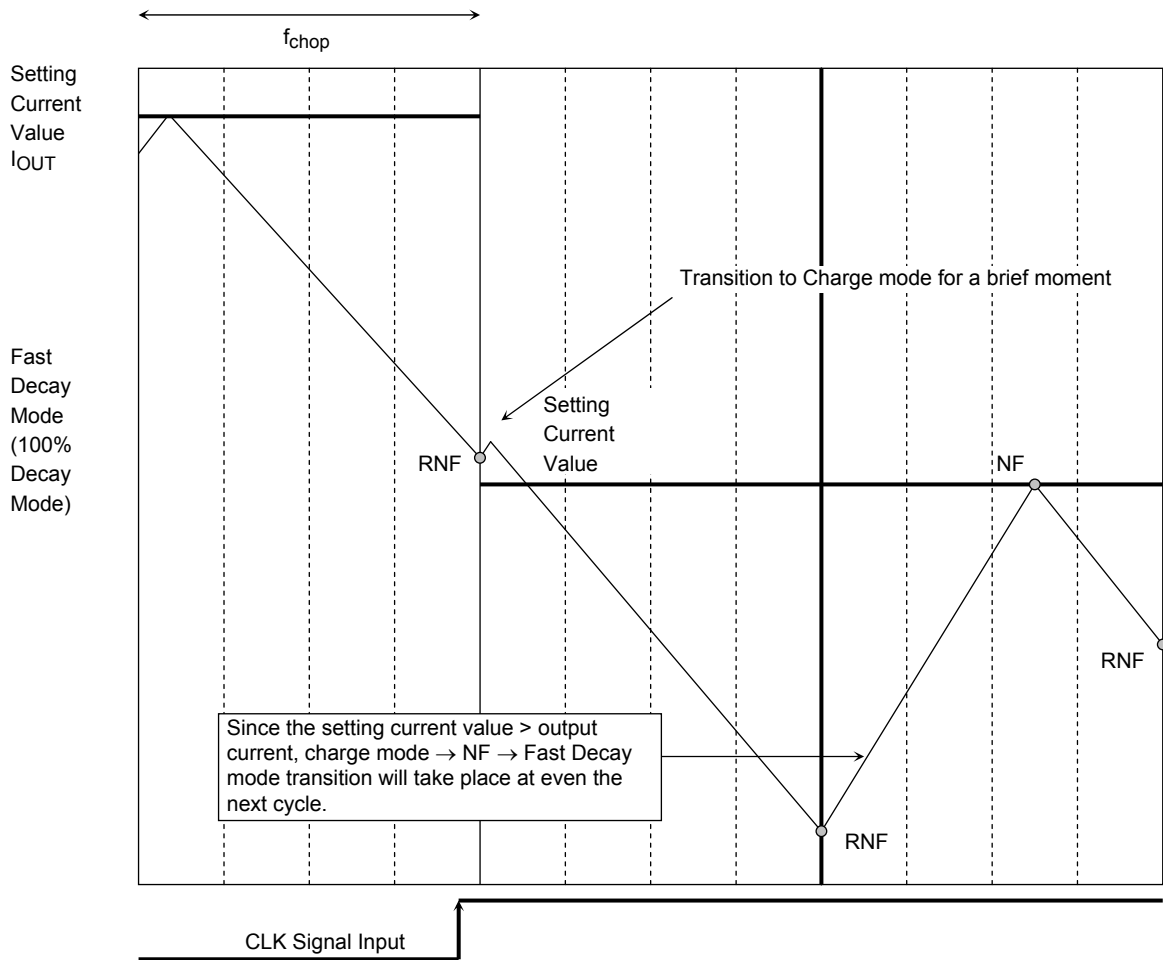 fchop
Setting
Current
Value
IOUT
Transition to Charge mode for a brief moment
Fast
Decay
Mode
(100%
Decay
Mode)
Setting
Current
Value
RNF
NF
RNF
Since the setting current value > output
current, charge mode → NF → Fast Decay
mode transition will take place at even the
next cycle.
RNF
CLK Signal Input